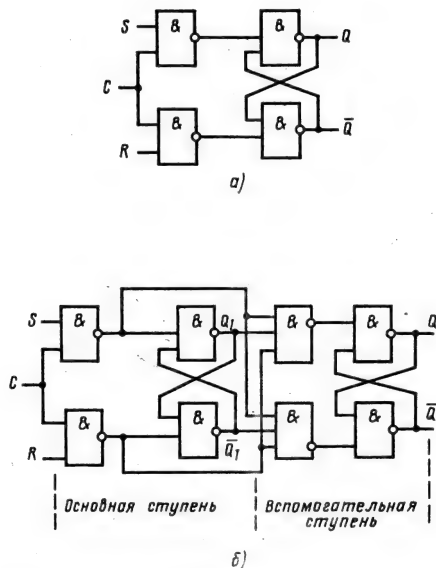 S & & Q
C
R & & Q̅
а)
S & & Q₁ & & Q
C
R & & Q̅₁ & & Q̅
Основная ступень Вспомогательная
ступень
б)